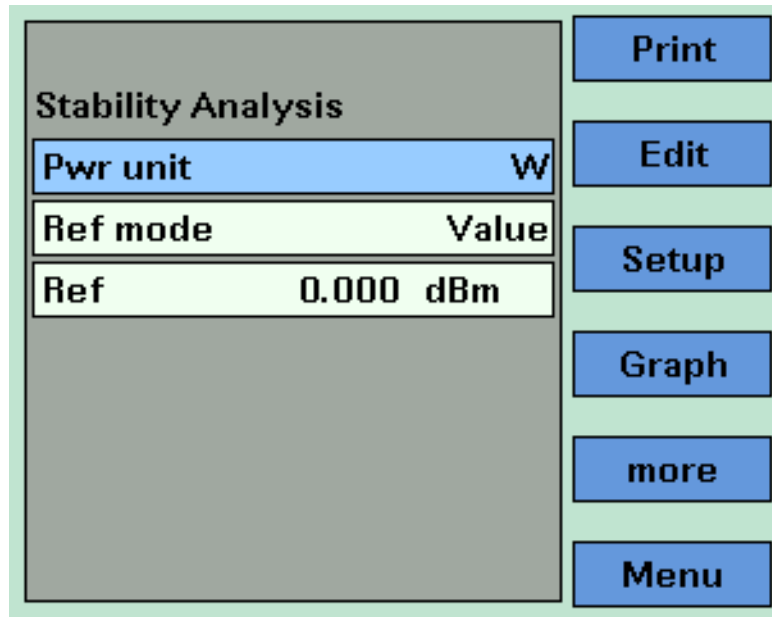 Stability Analysis
Pwr unit W
Ref mode Value
Ref 0.000 dBm
Print
Edit
Setup
Graph
more
Menu